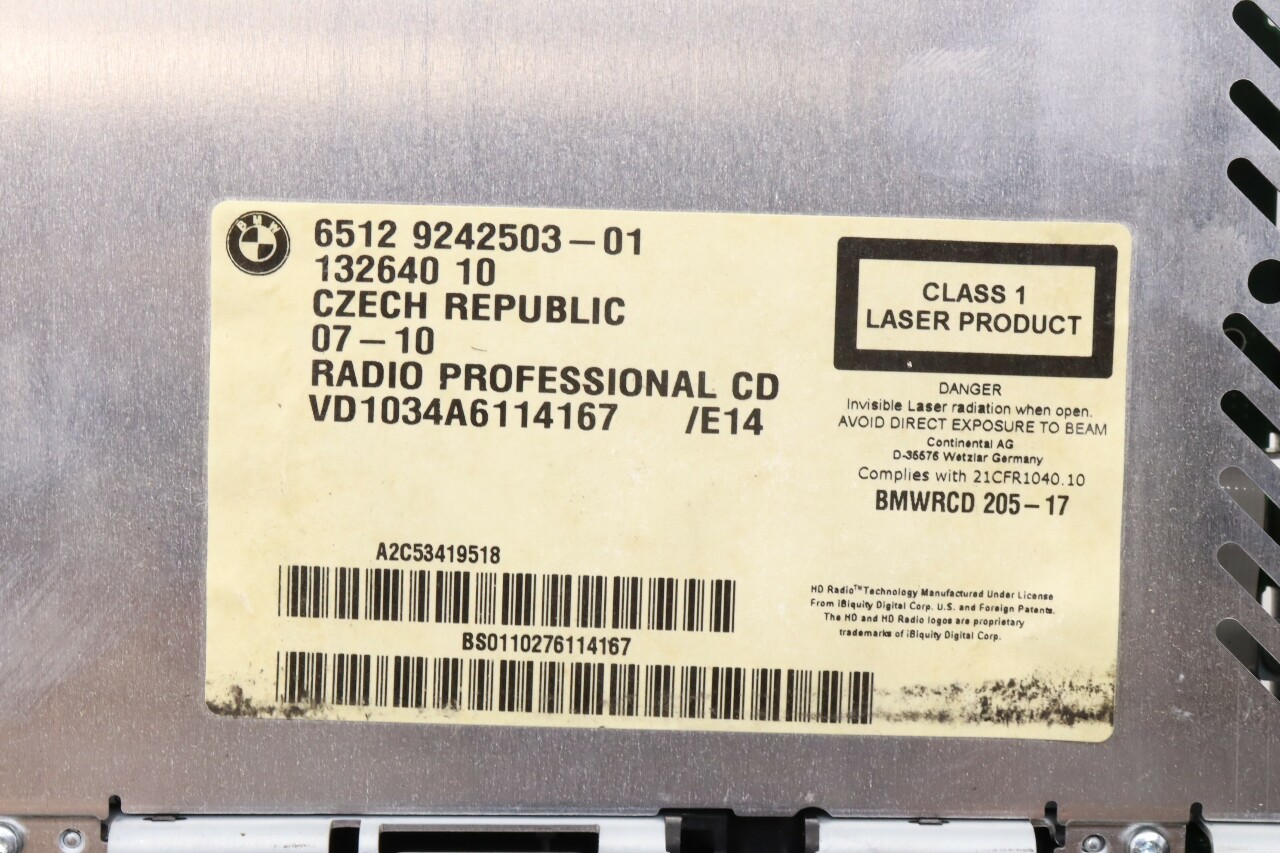 BMW
6512 9242503-01
132640 10
CZECH REPUBLIC
07-10
RADIO PROFESSIONAL CD
VD1034A6114167 /E14
CLASS 1
LASER PRODUCT
DANGER
Invisible Laser radiation when open.
AVOID DIRECT EXPOSURE TO BEAM
Continental AG
D-35576 Wetzlar Germany
Complies with 21CFR1040.10
BMWRCD 205-17
A2C53419518
BS0110276114167
HD Radio™ Technology Manufactured Under License
From iBiquity Digital Corp. U.S. and Foreign Patents.
The HD and HD Radio logos are proprietary
trademarks of iBiquity Digital Corp.